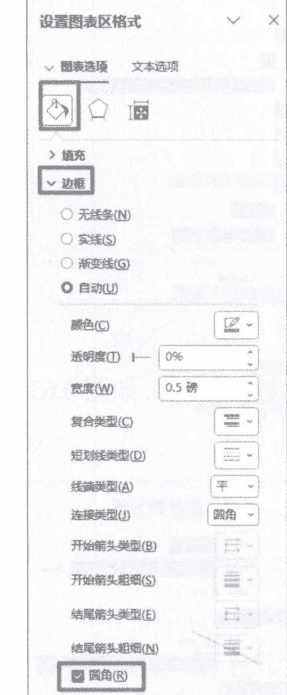 设置图表区格式
图表选项 文本选项
填充
边框
无线条(N)
实线(S)
渐变线(G)
自动(U)
颜色(C)
透明度(T) 0%
宽度(W) 0.5 磅
复合类型(C)
短划线类型(D)
线端类型(A) 平
连接类型(J) 圆角
开始箭头类型(B)
开始箭头粗细(S)
结尾箭头类型(E)
结尾箭头粗细(N)
圆角(R)